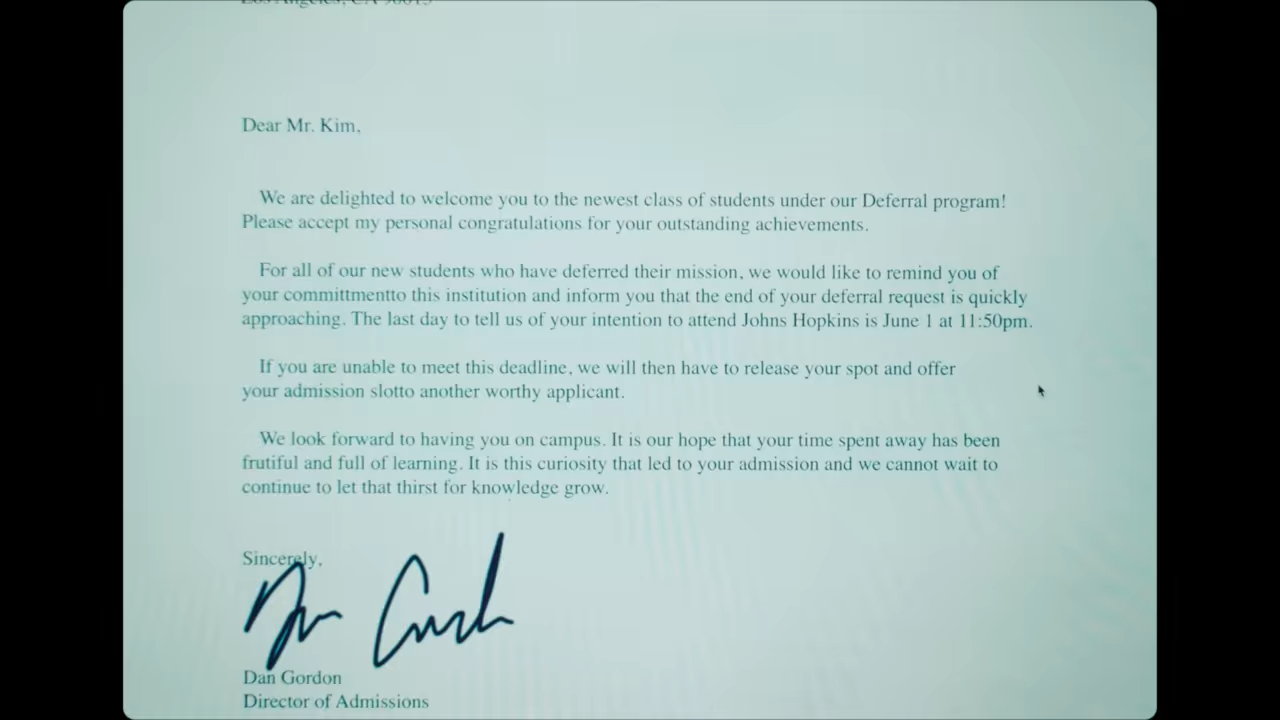 Los Angeles, CA 90015
Dear Mr. Kim,
We are delighted to welcome you to the newest class of students under our Deferral program!
Please accept my personal congratulations for your outstanding achievements.
For all of our new students who have deferred their mission, we would like to remind you of
your committmentto this institution and inform you that the end of your deferral request is quickly
approaching. The last day to tell us of your intention to attend Johns Hopkins is June 1 at 11:50pm.
If you are unable to meet this deadline, we will then have to release your spot and offer
your admission slotto another worthy applicant.
We look forward to having you on campus. It is our hope that your time spent away has been
frutiful and full of learning. It is this curiosity that led to your admission and we cannot wait to
continue to let that thirst for knowledge grow.
Sincerely,
Dan Gordon
Director of Admissions